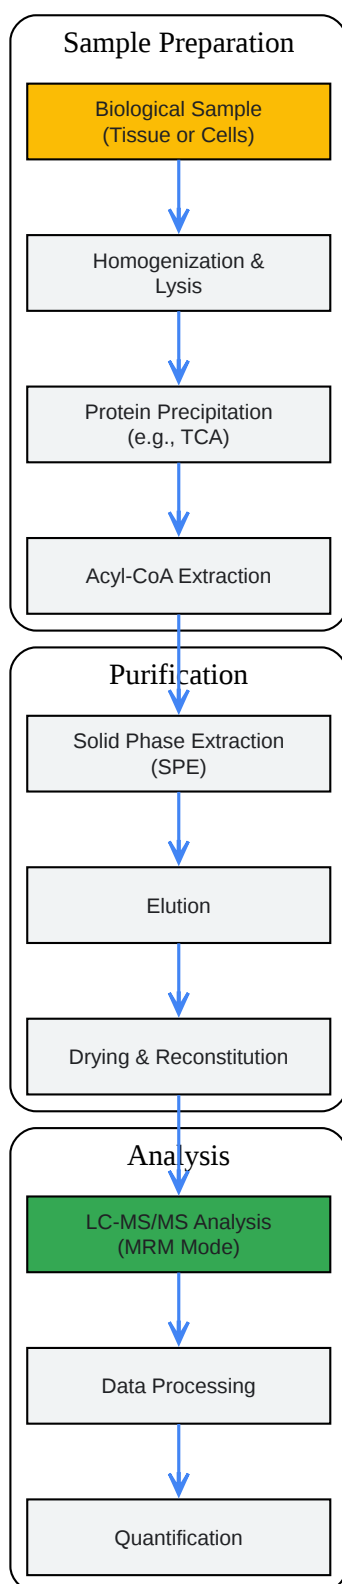 Sample Preparation
Biological Sample
(Tissue or Cells)
Homogenization &
Lysis
Protein Precipitation
(e.g., TCA)
Acyl-CoA Extraction
Purification
Solid Phase Extraction
(SPE)
Elution
Drying & Reconstitution
Analysis
LC-MS/MS Analysis
(MRM Mode)
Data Processing
Quantification